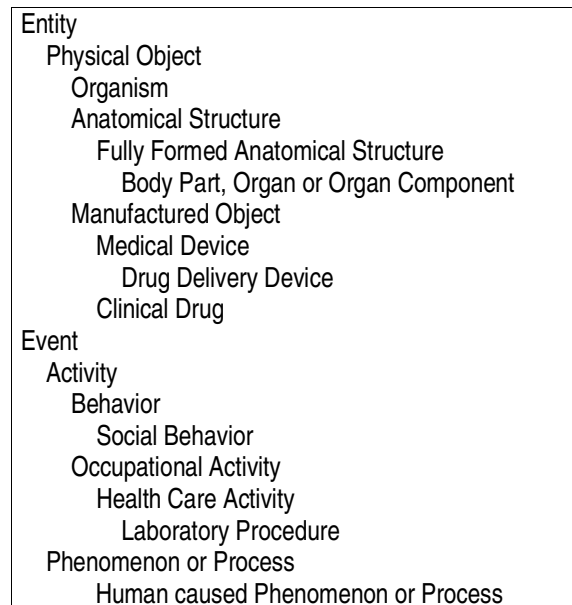 Entity
Physical Object
Organism
Anatomical Structure
Fully Formed Anatomical Structure
Body Part, Organ or Organ Component
Manufactured Object
Medical Device
Drug Delivery Device
Clinical Drug
Event
Activity
Behavior
Social Behavior
Occupational Activity
Health Care Activity
Laboratory Procedure
Phenomenon or Process
Human caused Phenomenon or Process